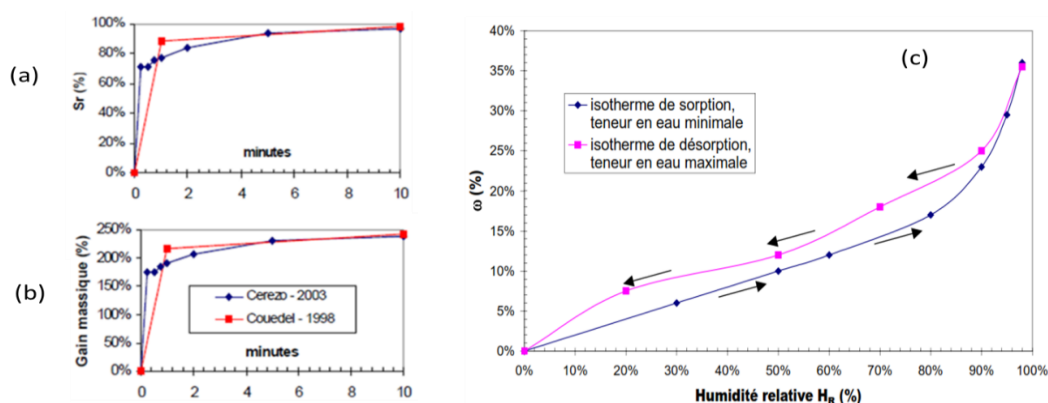 (a)
Sr (%)
100%
80%
60%
40%
20%
0%
minutes
0 2 4 6 8 10
(b)
Gain massique (%)
250%
200%
150%
100%
50%
0%
Cerezo - 2003
Couedel - 1998
minutes
0 2 4 6 8 10
(c)
ω (%)
40%
35%
30%
25%
20%
15%
10%
5%
0%
isotherme de sorption,
teneur en eau minimale
isotherme de désorption,
teneur en eau maximale
0% 10% 20% 30% 40% 50% 60% 70% 80% 90% 100%
Humidité relative HR (%)